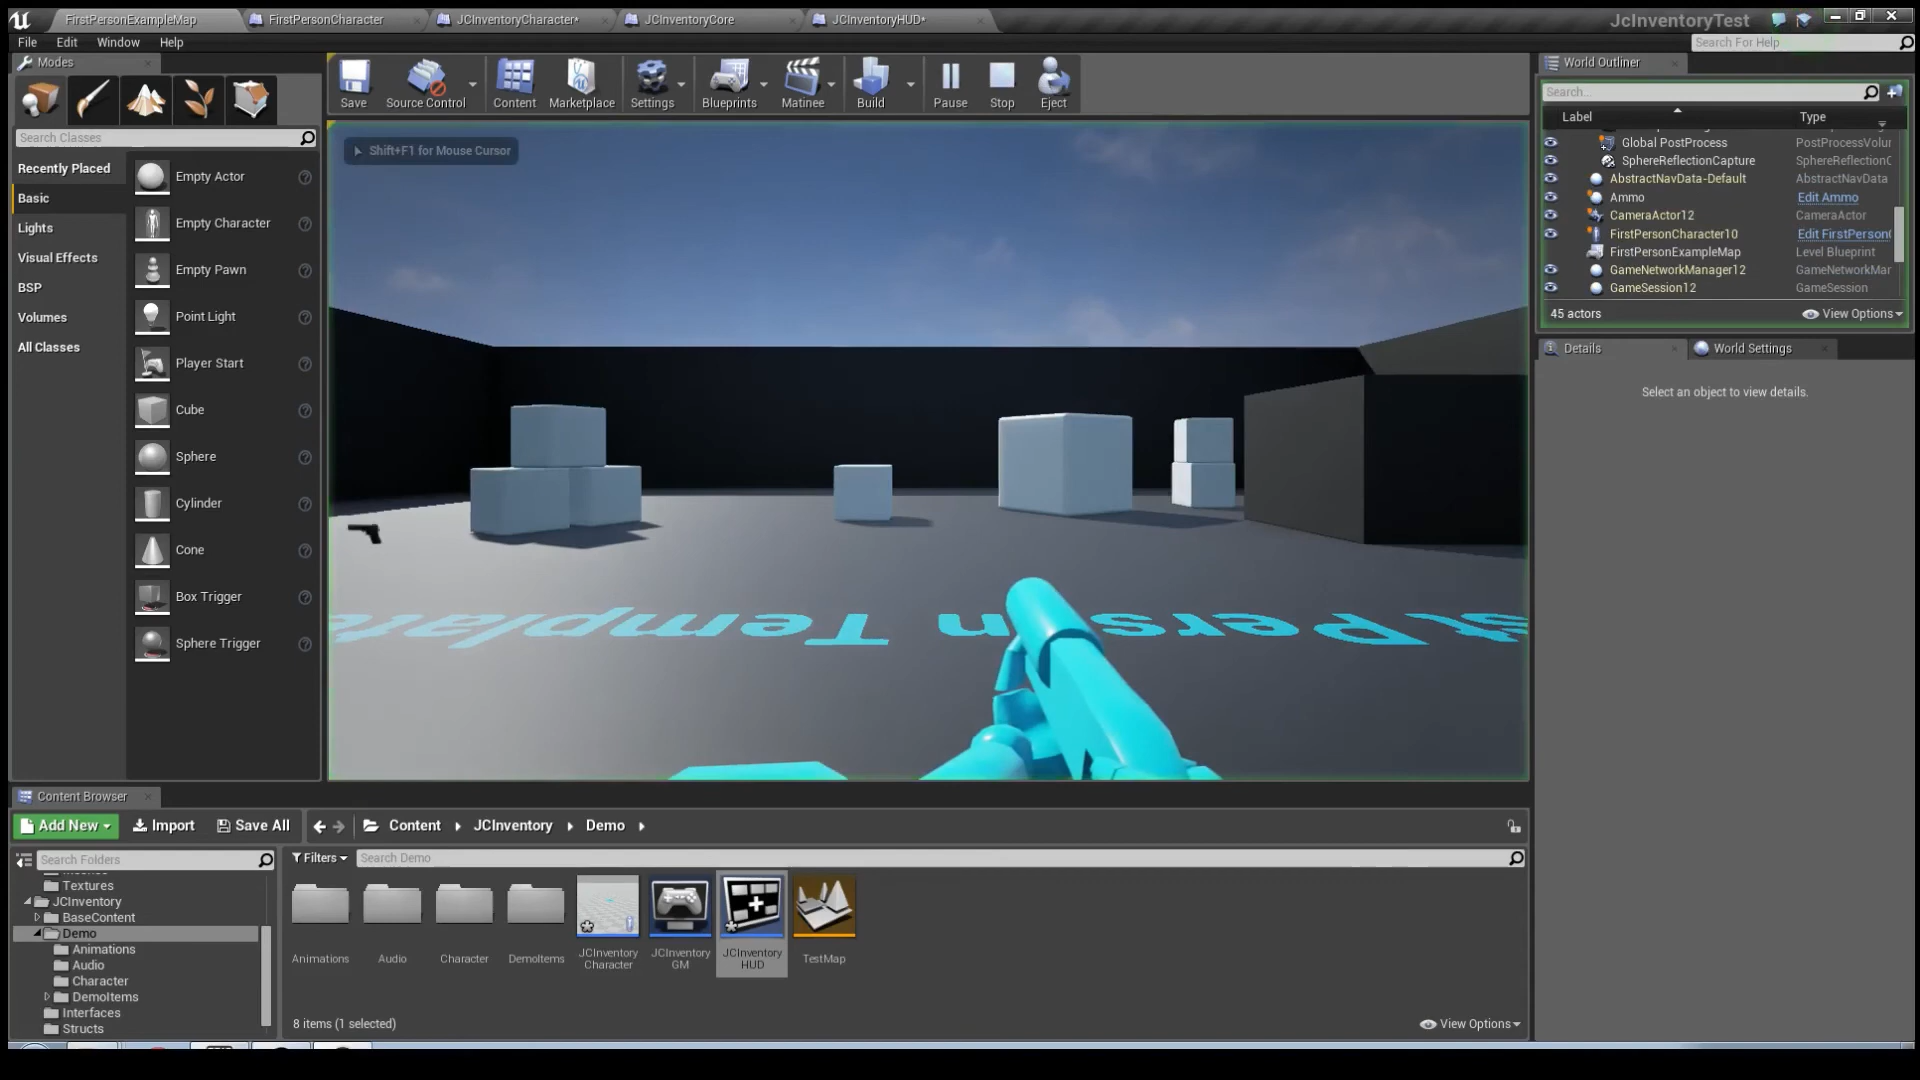 FirstPersonExampleMap
FirstPersonCharacter
JCInventoryCharacter*
JCInventoryCore
JCInventoryHUD*
JcInventoryTest
File Edit Window Help
Search For Help
Modes
Search Classes
Recently Placed
Basic
Lights
Visual Effects
BSP
Volumes
All Classes
Empty Actor
Empty Character
Empty Pawn
Point Light
Player Start
Cube
Sphere
Cylinder
Cone
Box Trigger
Sphere Trigger
Save
Source Control
Content
Marketplace
Settings
Blueprints
Matinee
Build
Pause
Stop
Eject
Shift+F1 for Mouse Cursor
st Person Template
World Outliner
Search...
Label Type
Global PostProcess PostProcessVolur
SphereReflectionCapture SphereReflectionC
AbstractNavData-Default AbstractNavData
Ammo Edit Ammo
CameraActor12 CameraActor
FirstPersonCharacter10 Edit FirstPerson
FirstPersonExampleMap Level Blueprint
GameNetworkManager12 GameNetworkMar
GameSession12 GameSession
45 actors
View Options
Details
World Settings
Select an object to view details.
Content Browser
Add New Import Save All
Content JCInventory Demo
Search Folders
Textures
JCInventory
BaseContent
Demo
Animations
Audio
Character
DemoItems
Interfaces
Structs
Filters
Search Demo
Animations
Audio
Character
DemoItems
JCInventory
Character
JCInventory
GM
JCInventory
HUD
TestMap
8 items (1 selected)
View Options